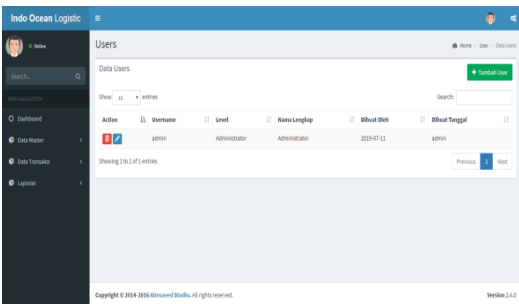 Indo Ocean Logistic
Online
Search...
MAIN NAVIGATION
Dashboard
Data Master
Data Transaksi
Laporan
Users
Home - User - Data Users
Data Users
Tambah User
Show 10 entries
Search:
Action Username Level Nama Lengkap Dibuat Oleh Dibuat Tanggal
admin Administrator Administrator 2019-07-11 admin
Showing 1 to 1 of 1 entries
Previous 1 Next
Copyright © 2014-2016 Almsaeed Studio. All rights reserved.
Version 2.4.0